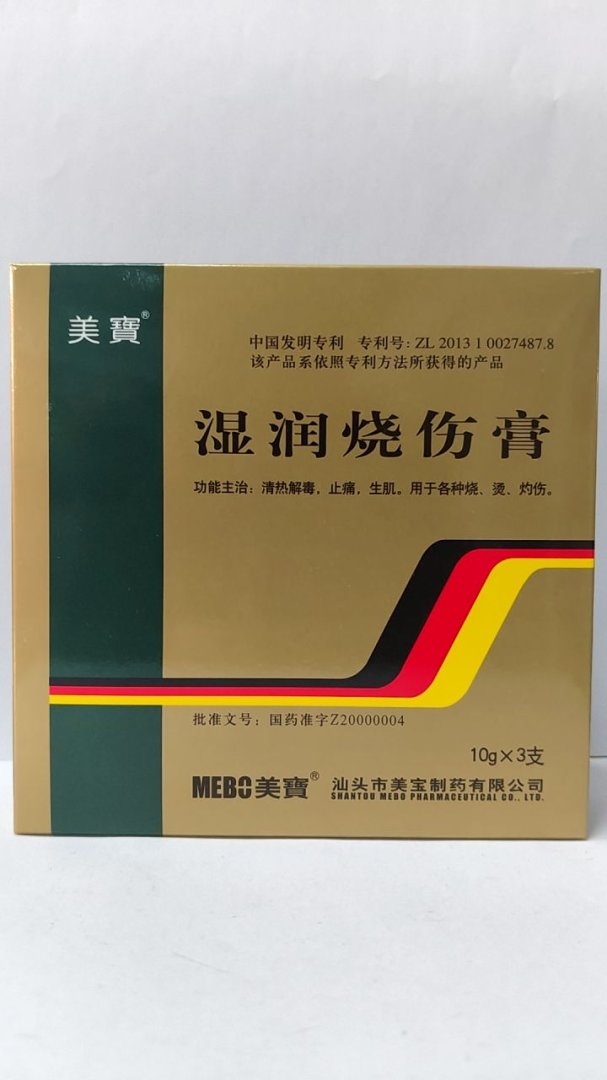 美寶®
中国发明专利 专利号：ZL 2013 1 0027487.8
该产品系依照专利方法所获得的产品
湿润烧伤膏
功能主治：清热解毒，止痛，生肌。用于各种烧、烫、灼伤。
批准文号：国药准字Z20000004
10g×3支
MEBO美寶® 汕头市美宝制药有限公司
SHANTOU MEBO PHARMACEUTICAL CO., LTD.